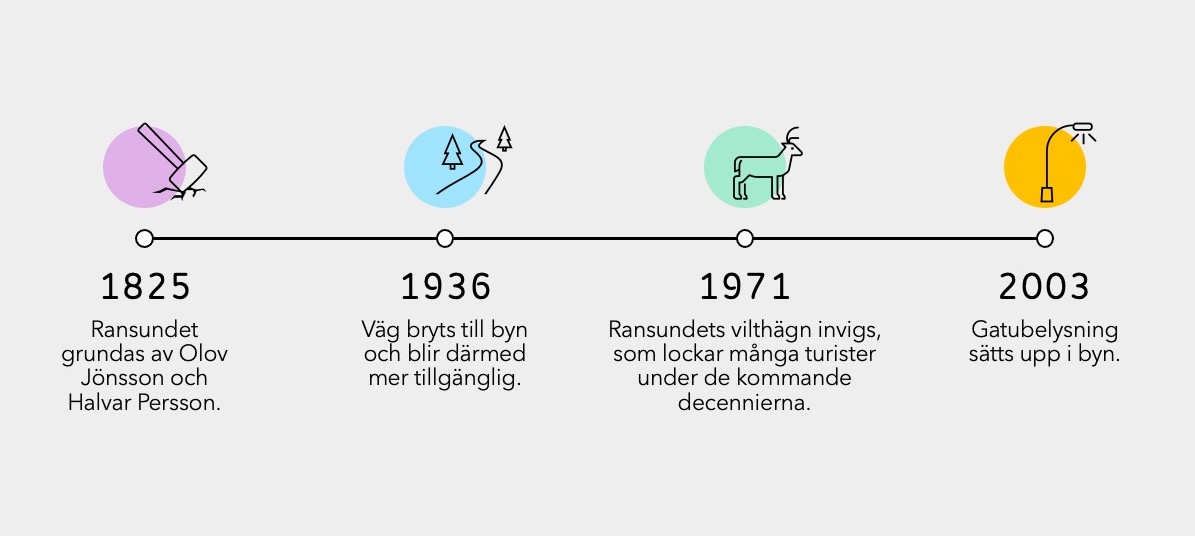 1825
Ransundet
grundas av Olov
Jönsson och
Halvar Persson.
1936
Väg bryts till byn
och blir därmed
mer tillgänglig.
1971
Ransundets vilthägn invigs,
som lockar många turister
under de kommande
decennierna.
2003
Gatubelysning
sätts upp i byn.